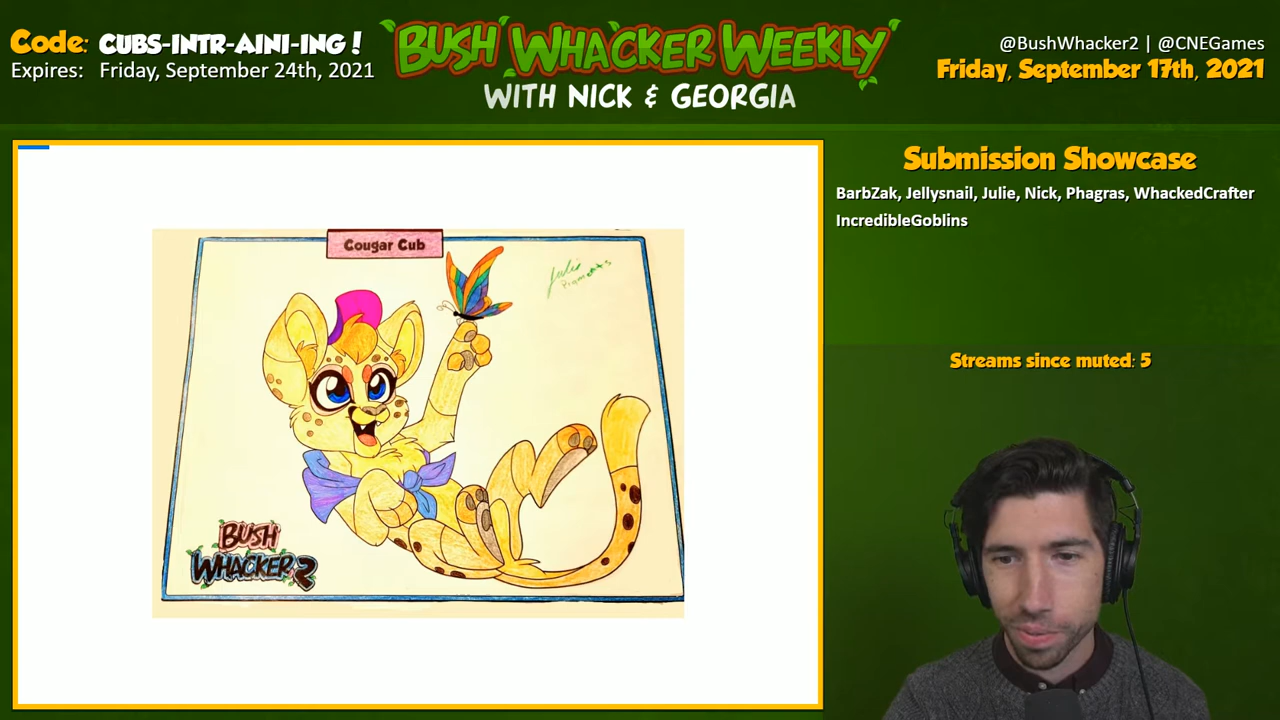 Code: CUBS-INTR-AINI-ING!
Expires: Friday, September 24th, 2021
BUSH WHACKER WEEKLY
WITH NICK & GEORGIA
@BushWhacker2 | @CNEGames
Friday, September 17th, 2021
Cougar Cub
Julie
Pigments
BUSH
WHACKER 2
Submission Showcase
BarbZak, Jellysnail, Julie, Nick, Phagras, WhackedCrafter
IncredibleGoblins
Streams since muted: 5